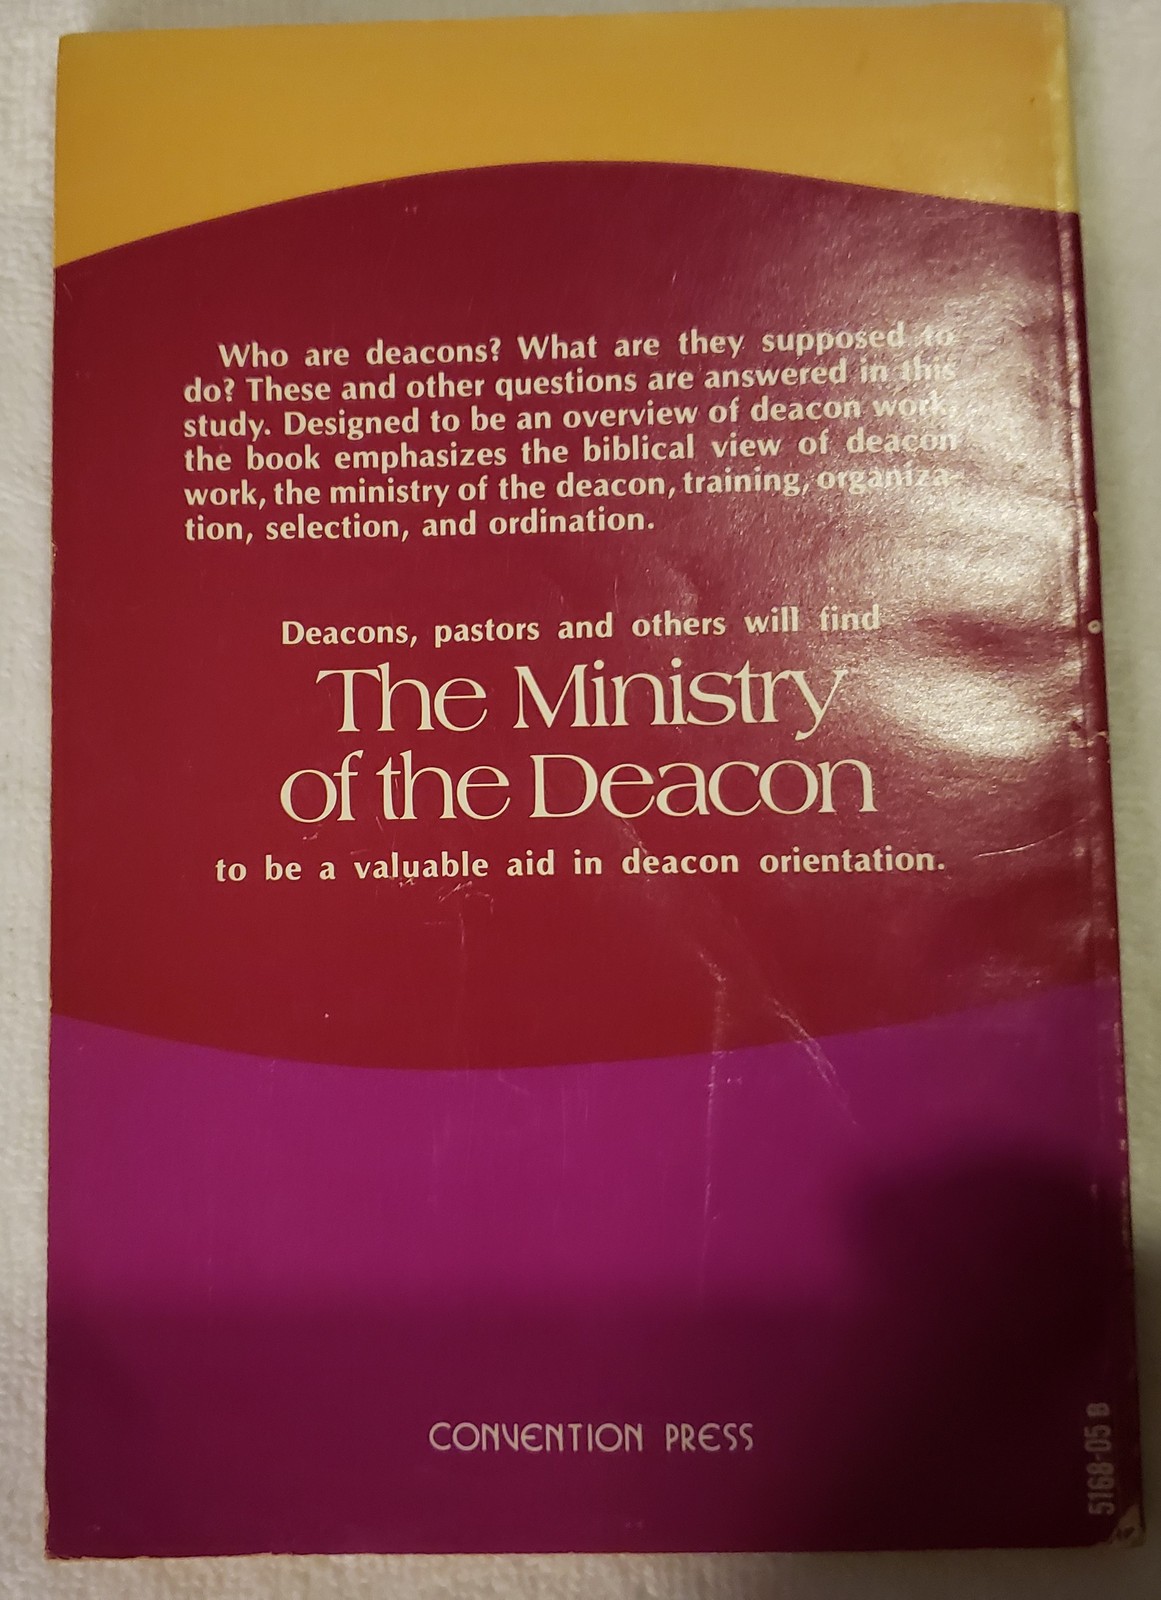 Who are deacons? What are they supposed to
do? These and other questions are answered in this
study. Designed to be an overview of deacon work,
the book emphasizes the biblical view of deacon
work, the ministry of the deacon, training, organiza-
tion, selection, and ordination.
Deacons, pastors and others will find
The Ministry
of the Deacon
to be a valuable aid in deacon orientation.
CONVENTION PRESS
5168-05 B